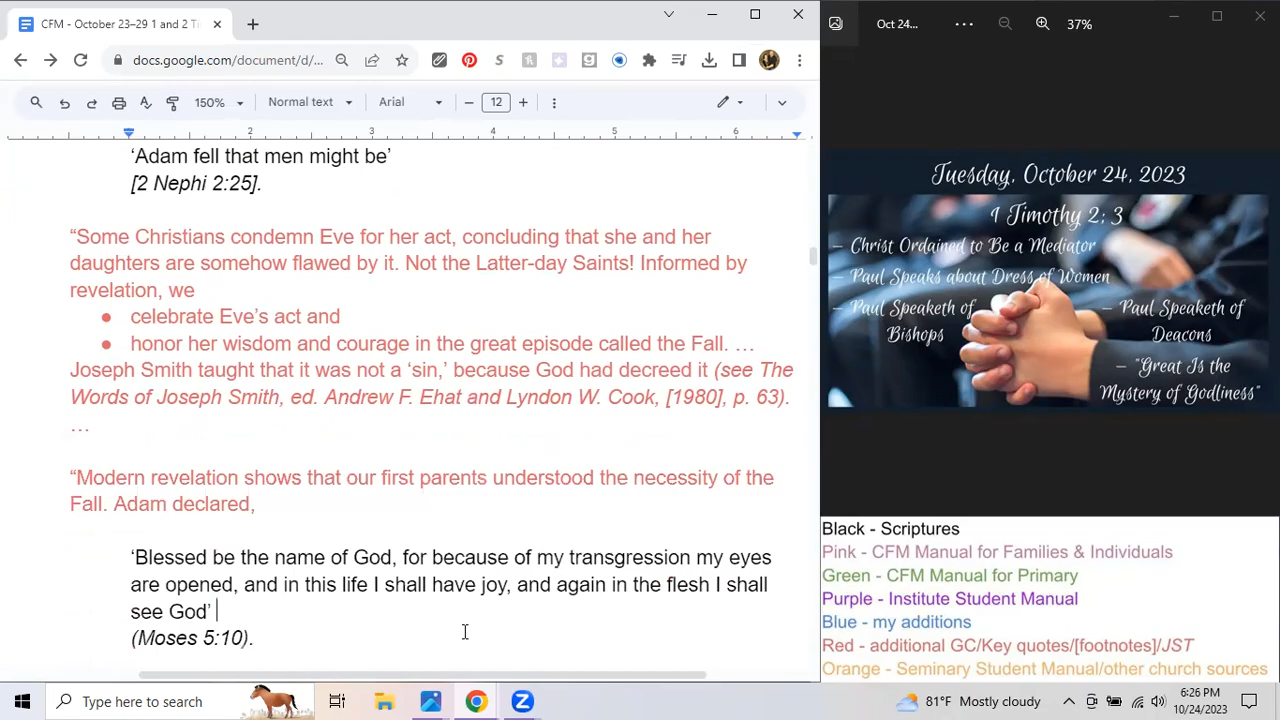 CFM - October 23–29 1 and 2 Ti
docs.google.com/document/d/...
150%
Normal text
Arial
12
2
3
4
5
6
‘Adam fell that men might be’
[2 Nephi 2:25].
“Some Christians condemn Eve for her act, concluding that she and her
daughters are somehow flawed by it. Not the Latter-day Saints! Informed by
revelation, we
● celebrate Eve’s act and
● honor her wisdom and courage in the great episode called the Fall. …
Joseph Smith taught that it was not a ‘sin,’ because God had decreed it (see The
Words of Joseph Smith, ed. Andrew F. Ehat and Lyndon W. Cook, [1980], p. 63).
…
“Modern revelation shows that our first parents understood the necessity of the
Fall. Adam declared,
‘Blessed be the name of God, for because of my transgression my eyes
are opened, and in this life I shall have joy, and again in the flesh I shall
see God’
(Moses 5:10).
Oct 24...
37%
Tuesday, October 24, 2023
1 Timothy 2; 3
– Christ Ordained to Be a Mediator
– Paul Speaks about Dress of Women
– Paul Speaketh of
Bishops
– Paul Speaketh of
Deacons
– "Great Is the
Mystery of Godliness"
Black - Scriptures
Pink - CFM Manual for Families & Individuals
Green - CFM Manual for Primary
Purple - Institute Student Manual
Blue - my additions
Red - additional GC/Key quotes/[footnotes]/JST
Orange - Seminary Student Manual/other church sources
Type here to search
81°F Mostly cloudy
6:26 PM
10/24/2023